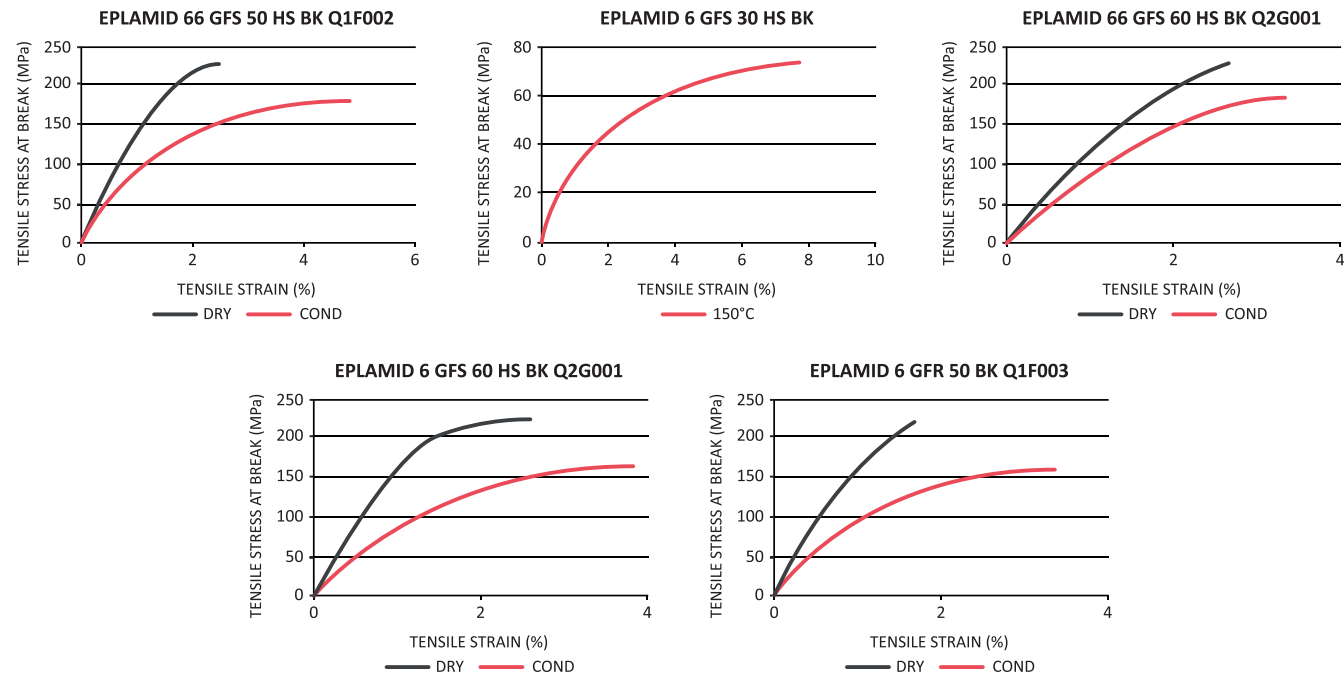 EPLAMID 66 GFS 50 HS BK Q1F002
TENSILE STRESS AT BREAK (MPa)
250
200
150
100
50
0
0 2 4 6
TENSILE STRAIN (%)
DRY COND
EPLAMID 6 GFS 30 HS BK
TENSILE STRESS AT BREAK (MPa)
80
60
40
20
0
0 2 4 6 8 10
TENSILE STRAIN (%)
150°C
EPLAMID 66 GFS 60 HS BK Q2G001
TENSILE STRESS AT BREAK (MPa)
250
200
150
100
50
0
0 2 4
TENSILE STRAIN (%)
DRY COND
EPLAMID 6 GFS 60 HS BK Q2G001
TENSILE STRESS AT BREAK (MPa)
250
200
150
100
50
0
0 2 4
TENSILE STRAIN (%)
DRY COND
EPLAMID 6 GFR 50 BK Q1F003
TENSILE STRESS AT BREAK (MPa)
250
200
150
100
50
0
0 2 4
TENSILE STRAIN (%)
DRY COND